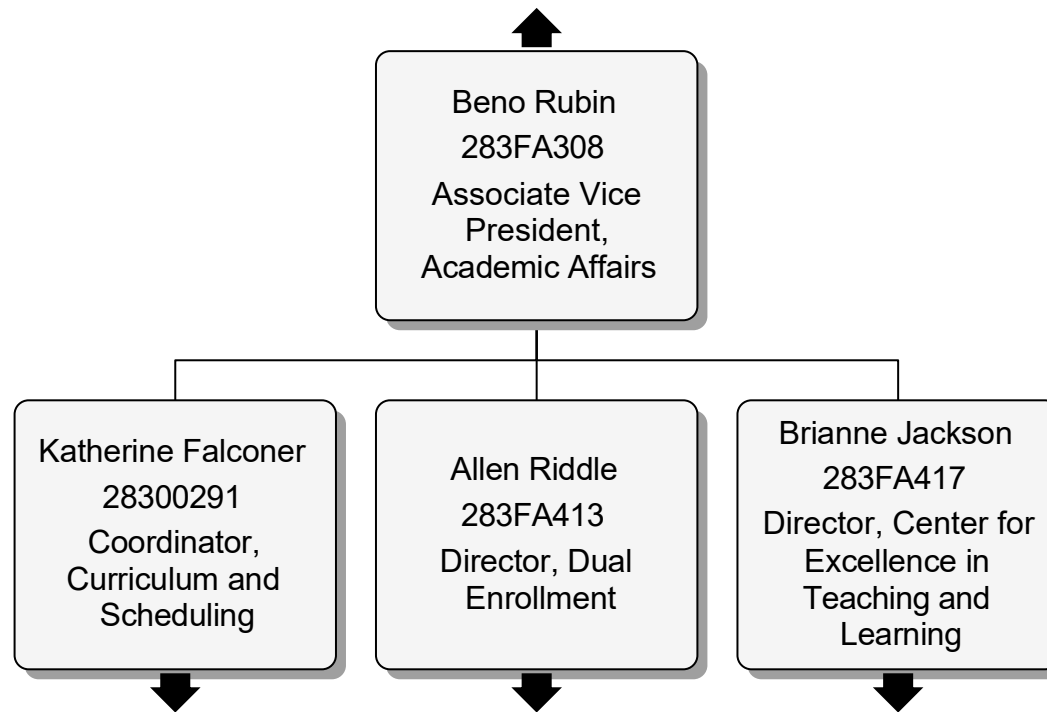 Beno Rubin
283FA308
Associate Vice
President,
Academic Affairs
Katherine Falconer
28300291
Coordinator,
Curriculum and
Scheduling
Allen Riddle
283FA413
Director, Dual
Enrollment
Brianne Jackson
283FA417
Director, Center for
Excellence in
Teaching and
Learning